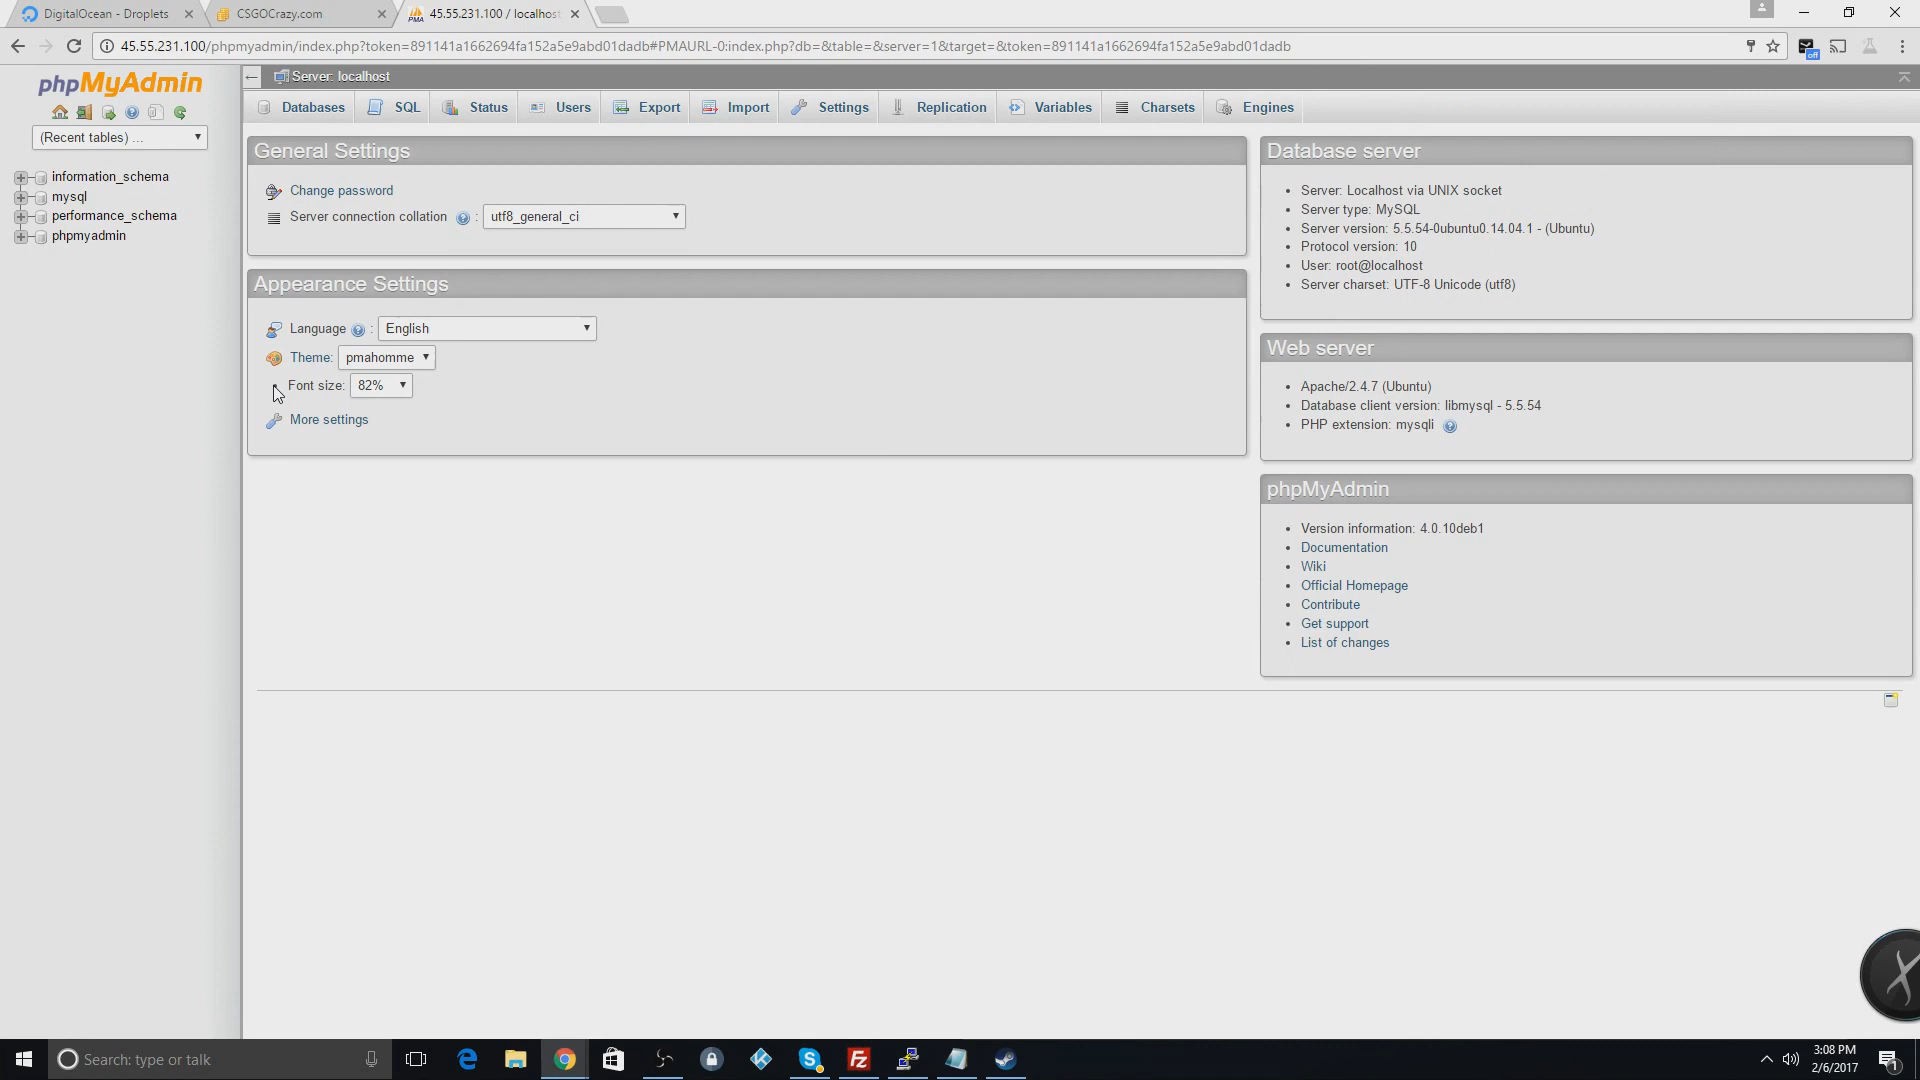 DigitalOcean - Droplets
CSGOCrazy.com
45.55.231.100 / localhost
45.55.231.100/phpmyadmin/index.php?token=891141a1662694fa152a5e9abd01dadb#PMAURL-0:index.php?db=&table=&server=1&target=&token=891141a1662694fa152a5e9abd01dadb
off
phpMyAdmin
(Recent tables) ...
information_schema
mysql
performance_schema
phpmyadmin
Server: localhost
Databases SQL Status Users Export Import Settings Replication Variables Charsets Engines
General Settings
Change password
Server connection collation : utf8_general_ci
Appearance Settings
Language : English
Theme: pmahomme
Font size: 82%
More settings
Database server
Server: Localhost via UNIX socket
Server type: MySQL
Server version: 5.5.54-0ubuntu0.14.04.1 - (Ubuntu)
Protocol version: 10
User: root@localhost
Server charset: UTF-8 Unicode (utf8)
Web server
Apache/2.4.7 (Ubuntu)
Database client version: libmysql - 5.5.54
PHP extension: mysqli
phpMyAdmin
Version information: 4.0.10deb1
Documentation
Wiki
Official Homepage
Contribute
Get support
List of changes
Search: type or talk
3:08 PM
2/6/2017
1